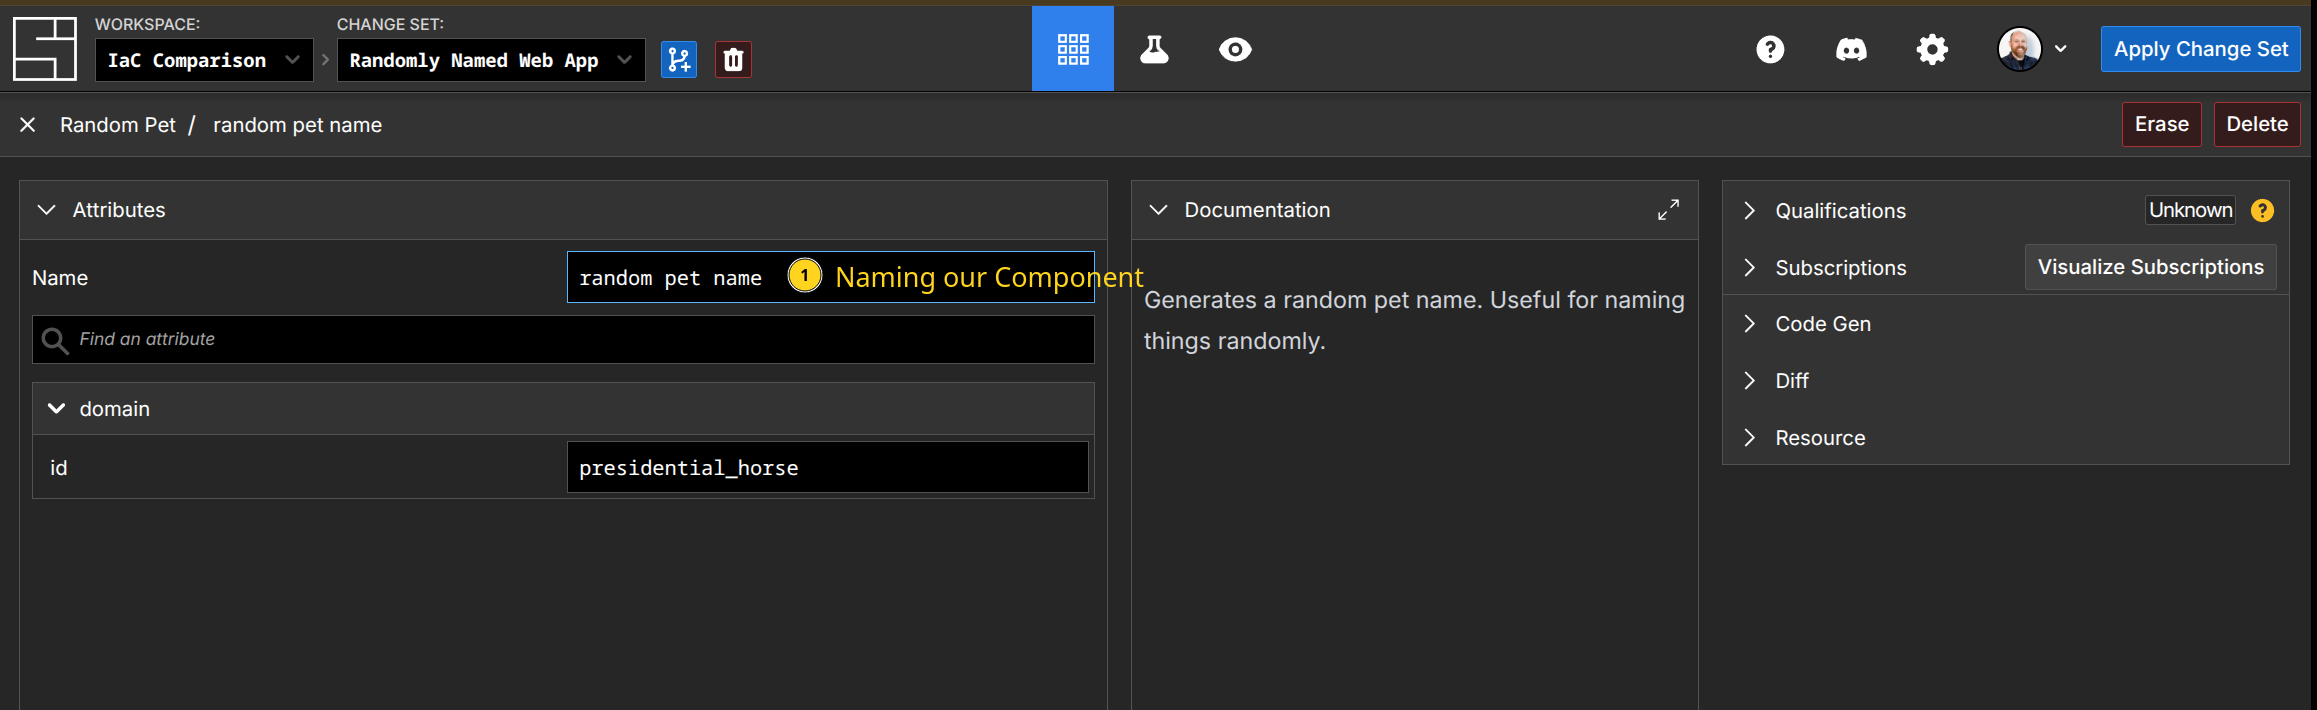 WORKSPACE:
CHANGE SET:
IaC Comparison
Randomly Named Web App
Apply Change Set
Random Pet / random pet name
Erase
Delete
Attributes
Name
random pet name
1 Naming our Component
Find an attribute
domain
id
presidential_horse
Documentation
Generates a random pet name. Useful for naming
things randomly.
Qualifications
Unknown
Subscriptions
Visualize Subscriptions
Code Gen
Diff
Resource